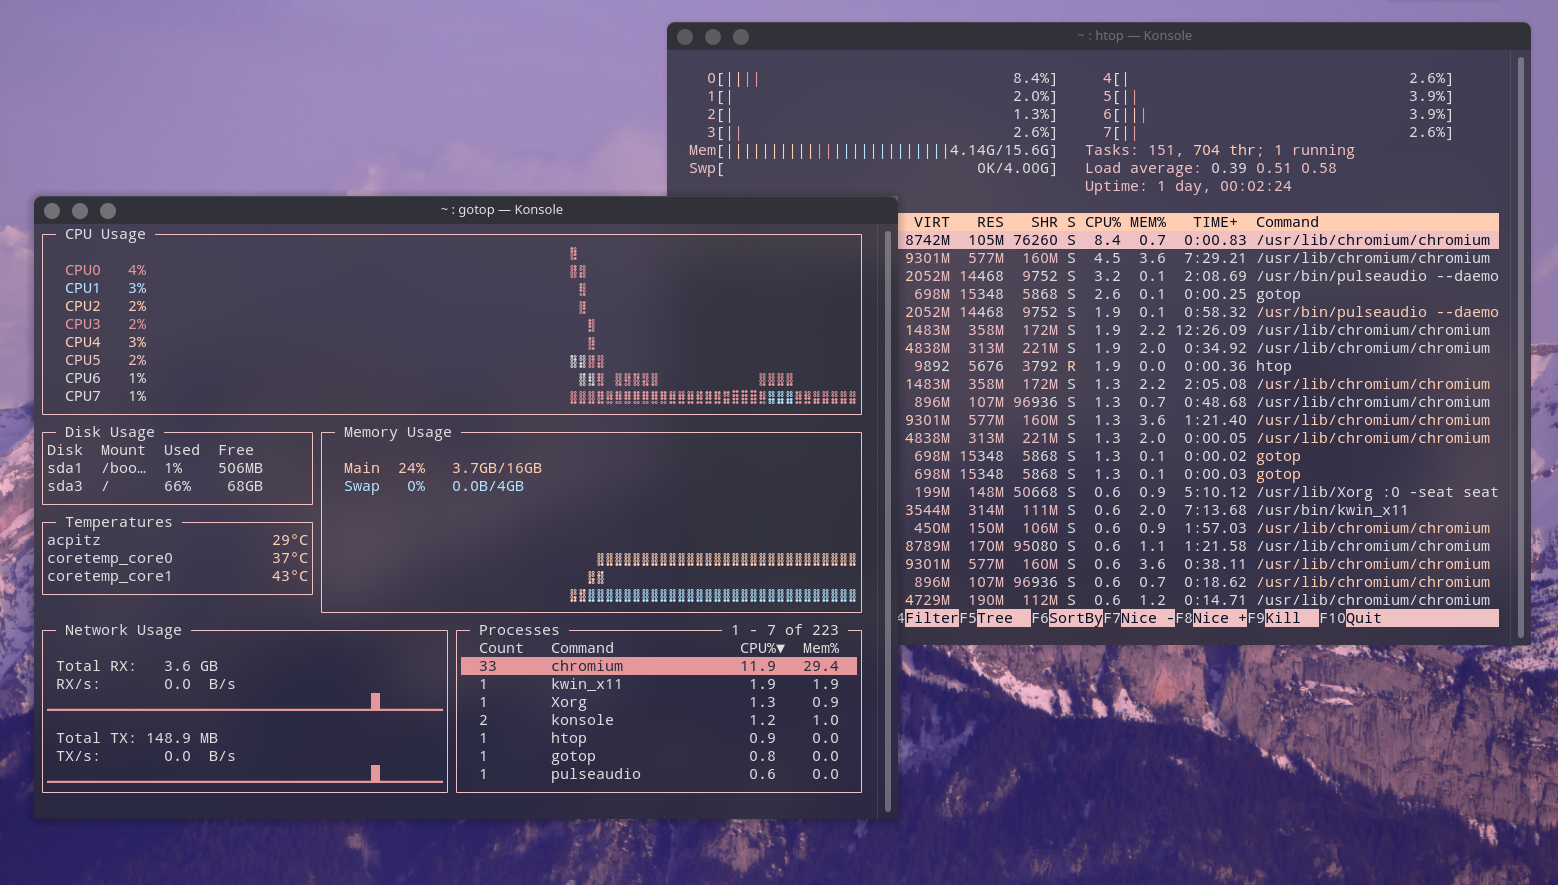 ~ : htop — Konsole
0[|||| 8.4%] 4[| 2.6%]
1[| 2.0%] 5[|| 3.9%]
2[| 1.3%] 6[||| 3.9%]
3[|| 2.6%] 7[|| 2.6%]
Mem[|||||||||||||||||||||||||4.14G/15.6G] Tasks: 151, 704 thr; 1 running
Swp[ 0K/4.00G] Load average: 0.39 0.51 0.58
Uptime: 1 day, 00:02:24
VIRT RES SHR S CPU% MEM% TIME+ Command
8742M 105M 76260 S 8.4 0.7 0:00.83 /usr/lib/chromium/chromium
9301M 577M 160M S 4.5 3.6 7:29.21 /usr/lib/chromium/chromium
2052M 14468 9752 S 3.2 0.1 2:08.69 /usr/bin/pulseaudio --daemo
698M 15348 5868 S 2.6 0.1 0:00.25 gotop
2052M 14468 9752 S 1.9 0.1 0:58.32 /usr/bin/pulseaudio --daemo
1483M 358M 172M S 1.9 2.2 12:26.09 /usr/lib/chromium/chromium
4838M 313M 221M S 1.9 2.0 0:34.92 /usr/lib/chromium/chromium
9892 5676 3792 R 1.9 0.0 0:00.36 htop
1483M 358M 172M S 1.3 2.2 2:05.08 /usr/lib/chromium/chromium
896M 107M 96936 S 1.3 0.7 0:48.68 /usr/lib/chromium/chromium
9301M 577M 160M S 1.3 3.6 1:21.40 /usr/lib/chromium/chromium
4838M 313M 221M S 1.3 2.0 0:00.05 /usr/lib/chromium/chromium
698M 15348 5868 S 1.3 0.1 0:00.02 gotop
698M 15348 5868 S 1.3 0.1 0:00.03 gotop
199M 148M 50668 S 0.6 0.9 5:10.12 /usr/lib/Xorg :0 -seat seat
3544M 314M 111M S 0.6 2.0 7:13.68 /usr/bin/kwin_x11
450M 150M 106M S 0.6 0.9 1:57.03 /usr/lib/chromium/chromium
8789M 170M 95080 S 0.6 1.1 1:21.58 /usr/lib/chromium/chromium
9301M 577M 160M S 0.6 3.6 0:38.11 /usr/lib/chromium/chromium
896M 107M 96936 S 0.6 0.7 0:18.62 /usr/lib/chromium/chromium
4729M 190M 112M S 0.6 1.2 0:14.71 /usr/lib/chromium/chromium
4Filter F5Tree F6SortBy F7Nice - F8Nice + F9Kill F10Quit
~ : gotop — Konsole
CPU Usage
CPU0 4%
CPU1 3%
CPU2 2%
CPU3 2%
CPU4 3%
CPU5 2%
CPU6 1%
CPU7 1%
Disk Usage
Disk Mount Used Free
sda1 /boo… 1% 506MB
sda3 / 66% 68GB
Memory Usage
Main 24% 3.7GB/16GB
Swap 0% 0.0B/4GB
Temperatures
acpitz 29°C
coretemp_core0 37°C
coretemp_core1 43°C
Network Usage
Total RX: 3.6 GB
RX/s: 0.0 B/s
Total TX: 148.9 MB
TX/s: 0.0 B/s
Processes 1 - 7 of 223
Count Command CPU%▼ Mem%
33 chromium 11.9 29.4
1 kwin_x11 1.9 1.9
1 Xorg 1.3 0.9
2 konsole 1.2 1.0
1 htop 0.9 0.0
1 gotop 0.8 0.0
1 pulseaudio 0.6 0.0